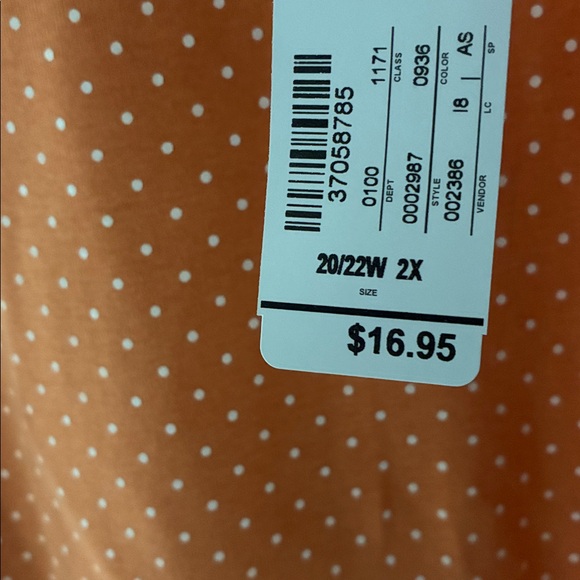 37058785
0100 1171
DEPT CLASS
0002987 0936
STYLE COLOR
002386 I8 | AS
VENDOR LC SP
20/22W 2X
SIZE
$16.95